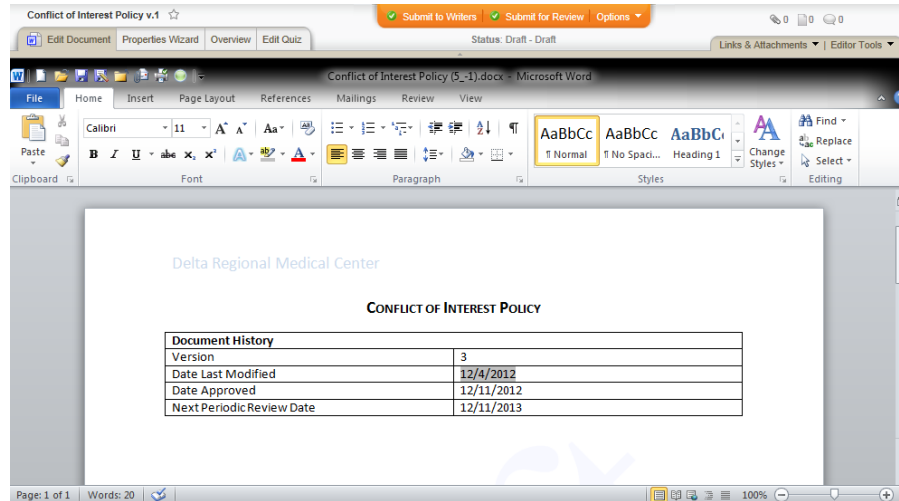 Conflict of Interest Policy v.1
Submit to Writers Submit for Review Options
0 0 0
Edit Document Properties Wizard Overview Edit Quiz
Status: Draft - Draft
Links & Attachments Editor Tools
Conflict of Interest Policy (5_-1).docx - Microsoft Word
File Home Insert Page Layout References Mailings Review View
Paste
Calibri 11 Aa
B I U abc x₂ x² ab A
AaBbCc AaBbCc AaBbC
¶ Normal ¶ No Spaci... Heading 1
Change Styles
Find
Replace
Select
Clipboard Font Paragraph Styles Editing
Delta Regional Medical Center
CONFLICT OF INTEREST POLICY
Document History
Version 3
Date Last Modified 12/4/2012
Date Approved 12/11/2012
Next Periodic Review Date 12/11/2013
Page: 1 of 1 Words: 20 100%